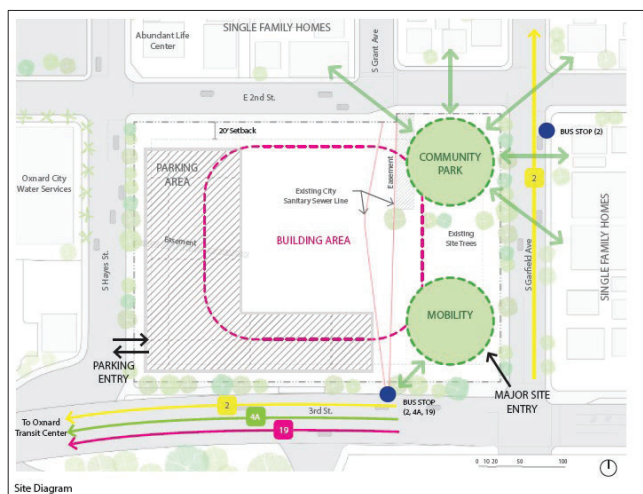 Abundant Life
Center
SINGLE FAMILY HOMES
S Grant Ave
E 2nd St.
20' Setback
BUS STOP (2)
Oxnard City
Water Services
PARKING
AREA
Easement
COMMUNITY
PARK
2
Existing City
Sanitary Sewer Line
Easement
BUILDING AREA
Existing
Site Trees
S Hayes St.
S Garfield Ave
SINGLE FAMILY HOMES
MOBILITY
PARKING
ENTRY
MAJOR SITE
ENTRY
2
BUS STOP
(2, 4A, 19)
To Oxnard
Transit Center
4A
3rd St.
19
0 10 20 50 100
Site Diagram